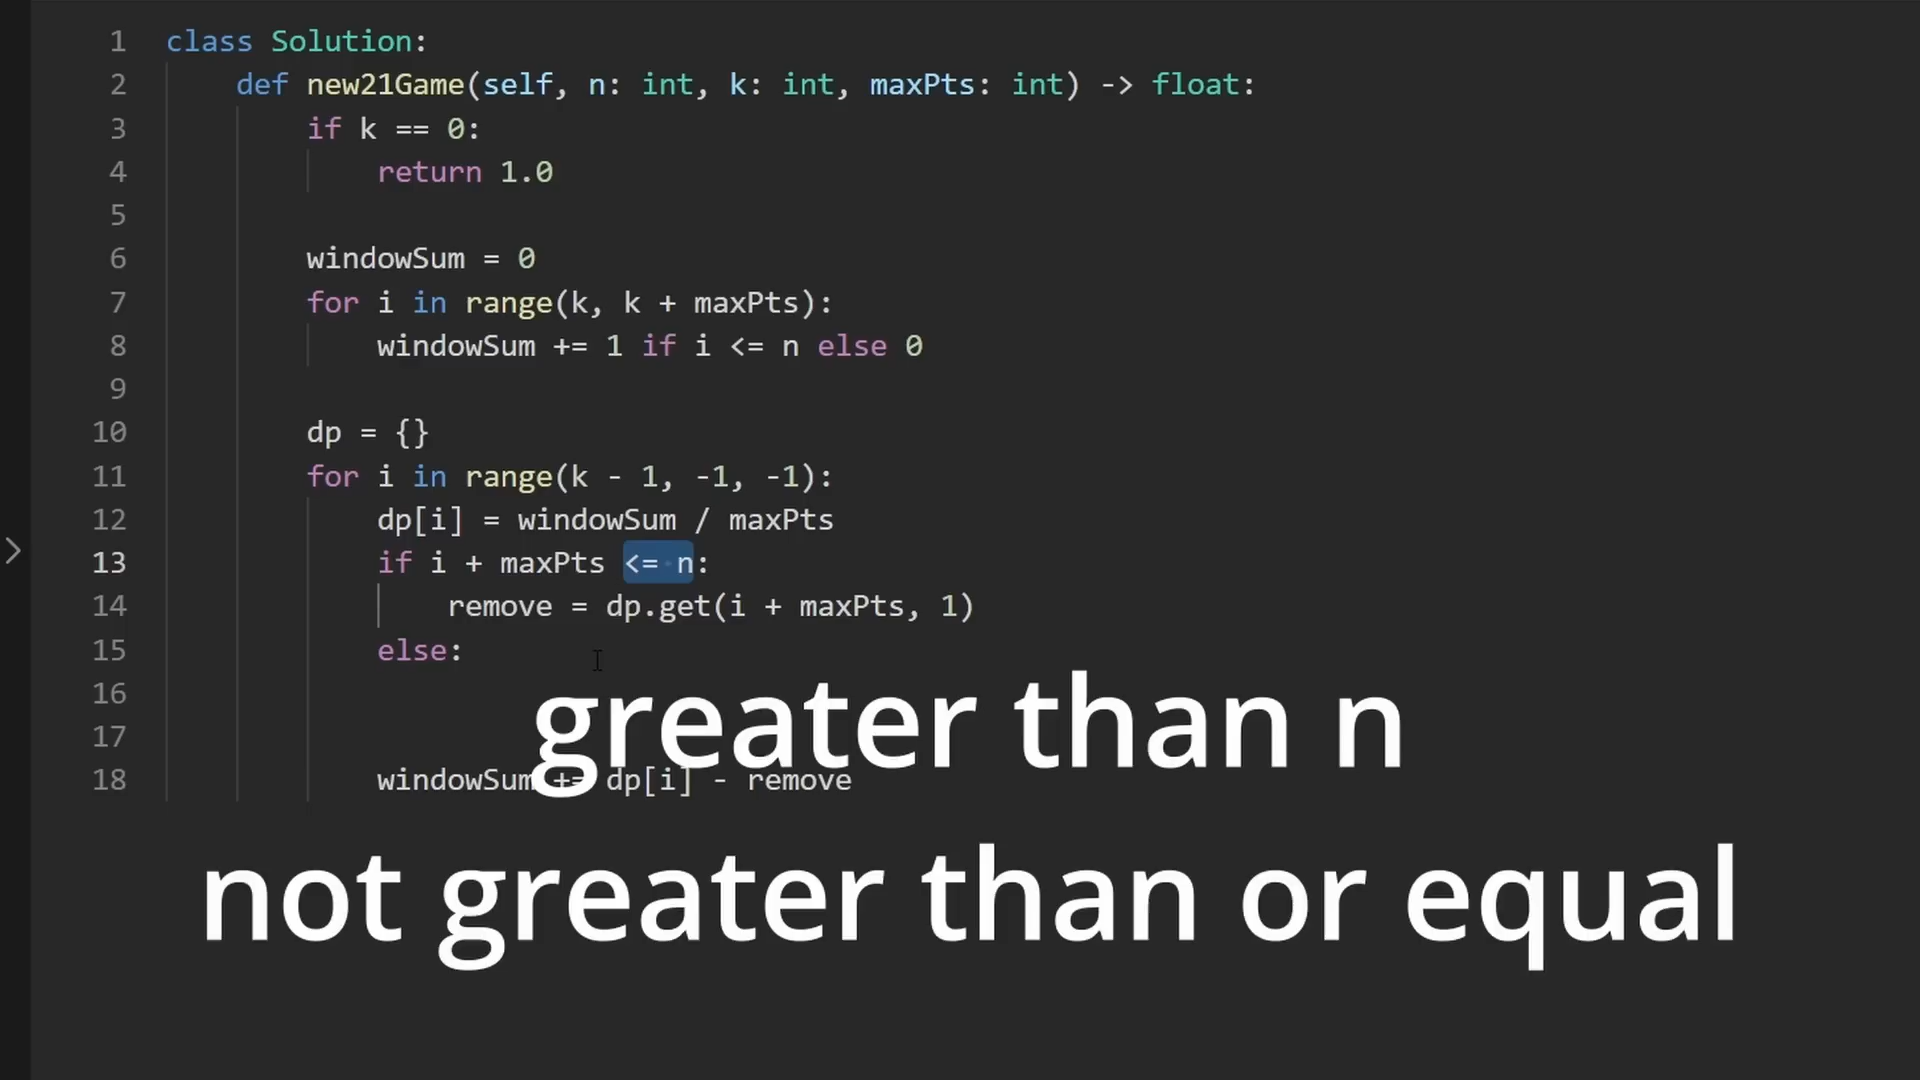 1 class Solution:
2 def new21Game(self, n: int, k: int, maxPts: int) -> float:
3 if k == 0:
4 return 1.0
5
6 windowSum = 0
7 for i in range(k, k + maxPts):
8 windowSum += 1 if i <= n else 0
9
10 dp = {}
11 for i in range(k - 1, -1, -1):
12 dp[i] = windowSum / maxPts
13 if i + maxPts <= n:
14 remove = dp.get(i + maxPts, 1)
15 else:
16
17
18 windowSum += dp[i] - remove
greater than n
not greater than or equal